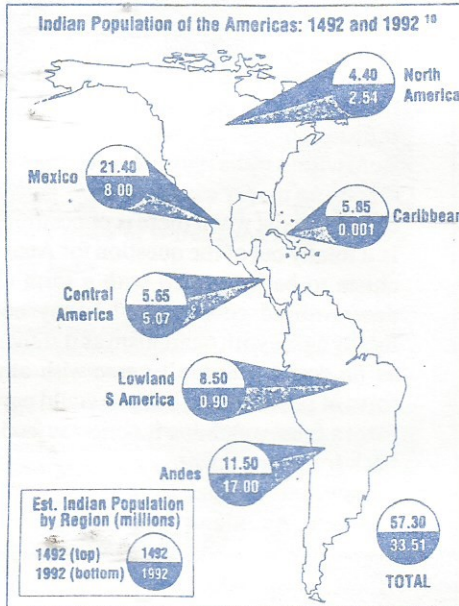 Indian Population of the Americas: 1492 and 1992 10
4.40
2.54
North
America
Mexico
21.40
8.00
5.85
0.001
Caribbean
Central
America
5.65
5.07
Lowland
S America
8.50
0.90
Andes
11.50
17.00
Est. Indian Population
by Region (millions)
1492 (top)
1992 (bottom)
1492
1992
57.30
33.51
TOTAL